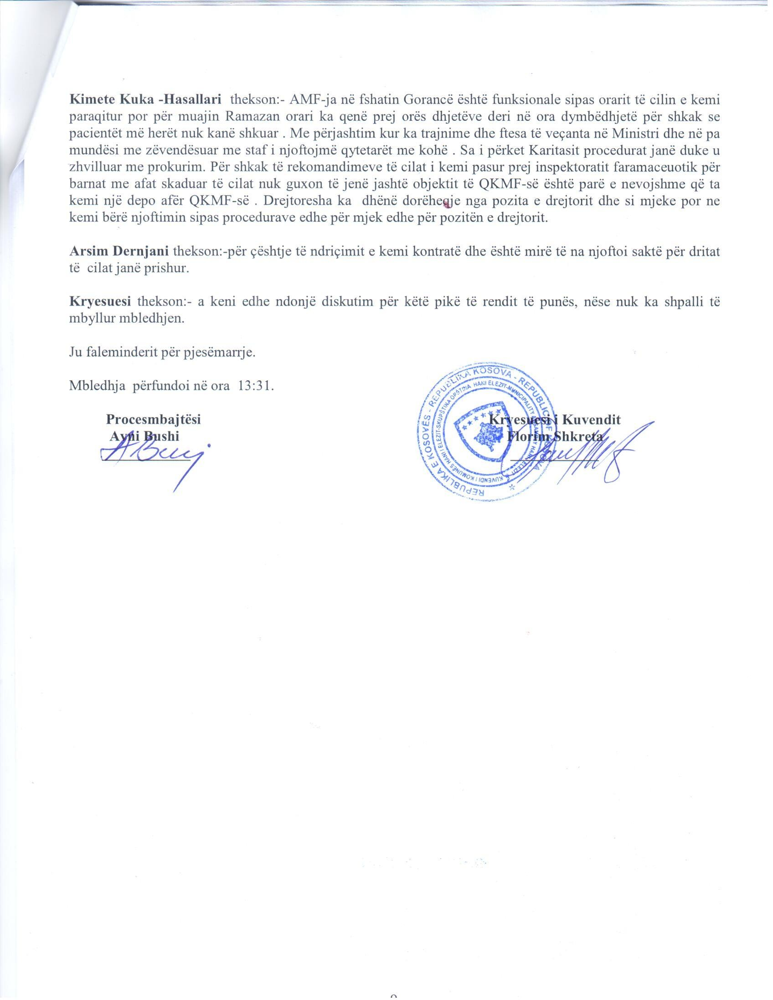 Kimete Kuka -Hasallari thekson:- AMF-ja në fshatin Gorancë është funksionale sipas orarit të cilin e kemi
paraqitur por për muajin Ramazan orari ka qenë prej orës dhjetëve deri në ora dymbëdhjetë për shkak se
pacientët më herët nuk kanë shkuar . Me përjashtim kur ka trajnime dhe ftesa të veçanta në Ministri dhe në pa
mundësi me zëvendësuar me staf i njoftojmë qytetarët me kohë . Sa i përket Karitasit procedurat janë duke u
zhvilluar me prokurim. Për shkak të rekomandimeve të cilat i kemi pasur prej inspektoratit faramaceuotik për
barnat me afat skaduar të cilat nuk guxon të jenë jashtë objektit të QKMF-së është parë e nevojshme që ta
kemi një depo afër QKMF-së . Drejtoresha ka dhënë dorëheqje nga pozita e drejtorit dhe si mjeke por ne
kemi bërë njoftimin sipas procedurave edhe për mjek edhe për pozitën e drejtorit.
Arsim Dernjani thekson:-për çështje të ndriçimit e kemi kontratë dhe është mirë të na njoftoi saktë për dritat
të cilat janë prishur.
Kryesuesi thekson:- a keni edhe ndonjë diskutim për këtë pikë të rendit të punës, nëse nuk ka shpalli të
mbyllur mbledhjen.
Ju faleminderit për pjesëmarrje.
Mbledhja përfundoi në ora 13:31.
Procesmbajtësi
Avni Bushi
Kryesuesi i Kuvendit
Florim Shkreta
REPUBLIKA E KOSOVËS - REPUBLIKA KOSOVA - REPUBLIC OF KOSOVA
KUVENDI I KOMUNËS HANI I ELEZIT-SKUPŠTINA OPŠTINA HANI ELEZIT-MUNICIPALITY ASSAMBLY HANI ELEZIT